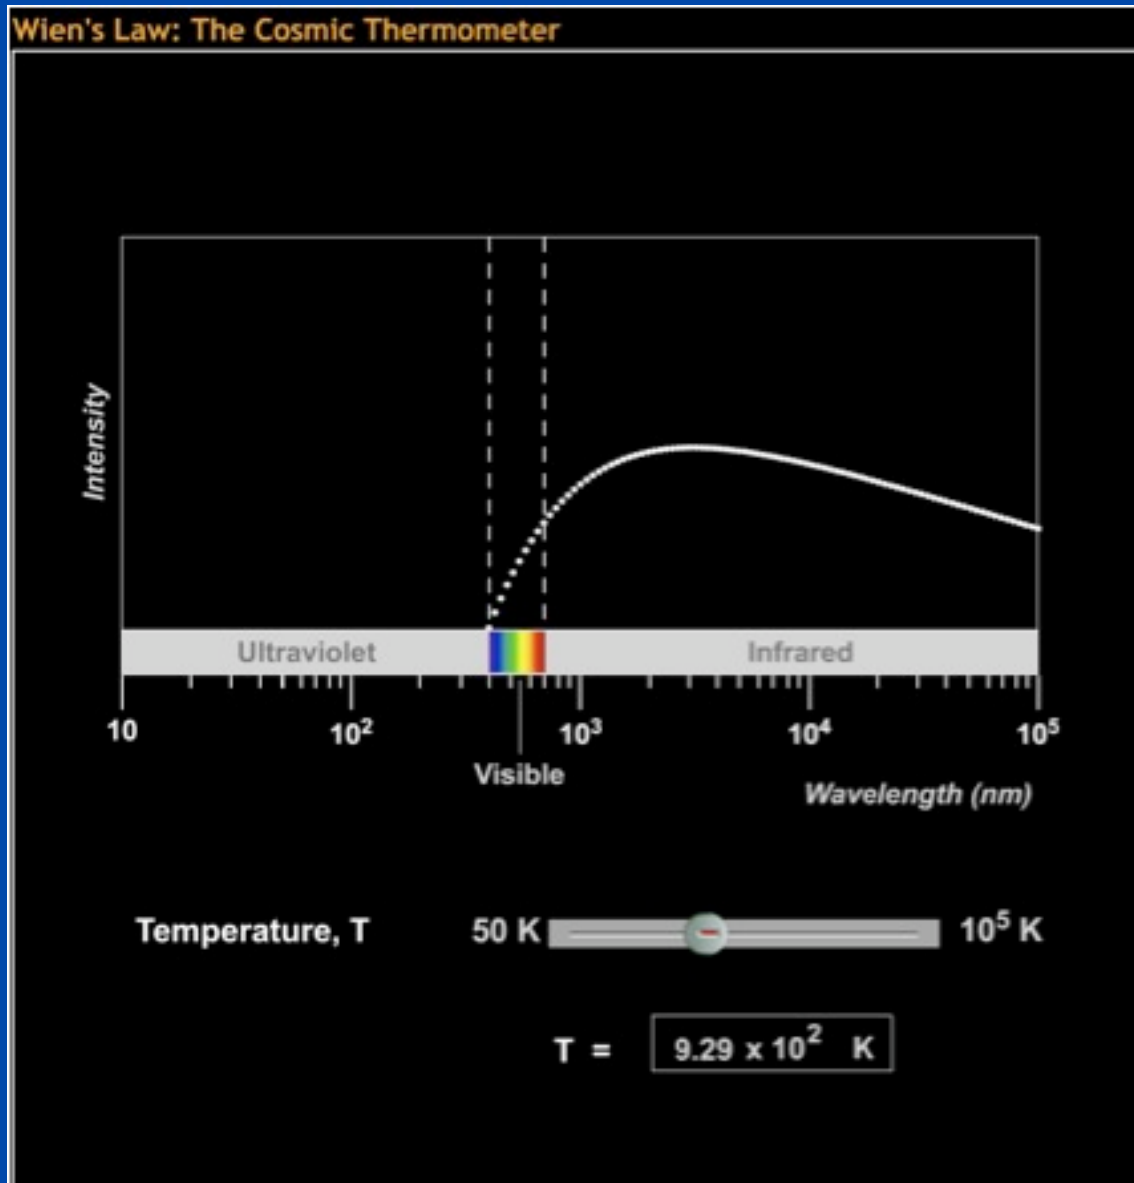 Wien's Law: The Cosmic Thermometer
Intensity
Ultraviolet
Infrared
10
10²
10³
10⁴
10⁵
Visible
Wavelength (nm)
Temperature, T
50 K
10⁵ K
T =
9.29 x 10² K